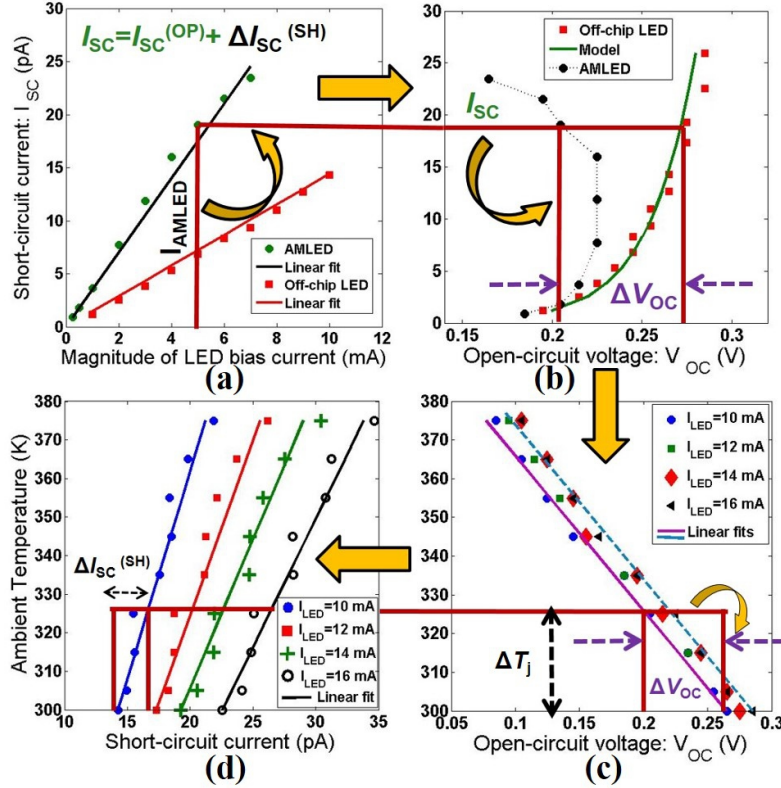 I_SC=I_SC^(OP)+ ΔI_SC^(SH)
Short-circuit current: I_SC (pA)
30
25
20
15
10
5
0
I_AMLED
AMLED
Linear fit
Off-chip LED
Linear fit
0 2 4 6 8 10
Magnitude of LED bias current (mA)
(a)
30
25
20
15
10
5
0
Off-chip LED
Model
AMLED
I_SC
ΔV_OC
0.15 0.2 0.25 0.3
Open-circuit voltage: V_OC (V)
(b)
Ambient Temperature (K)
380
370
360
350
340
330
320
310
300
ΔI_SC^(SH)
I_LED=10 mA
I_LED=12 mA
I_LED=14 mA
I_LED=16 mA
Linear fit
10 15 20 25 30 35
Short-circuit current (pA)
(d)
380
370
360
350
340
330
320
310
300
I_LED=10 mA
I_LED=12 mA
I_LED=14 mA
I_LED=16 mA
Linear fits
ΔT_j
ΔV_OC
0.05 0.1 0.15 0.2 0.25 0.3
Open-circuit voltage: V_OC (V)
(c)